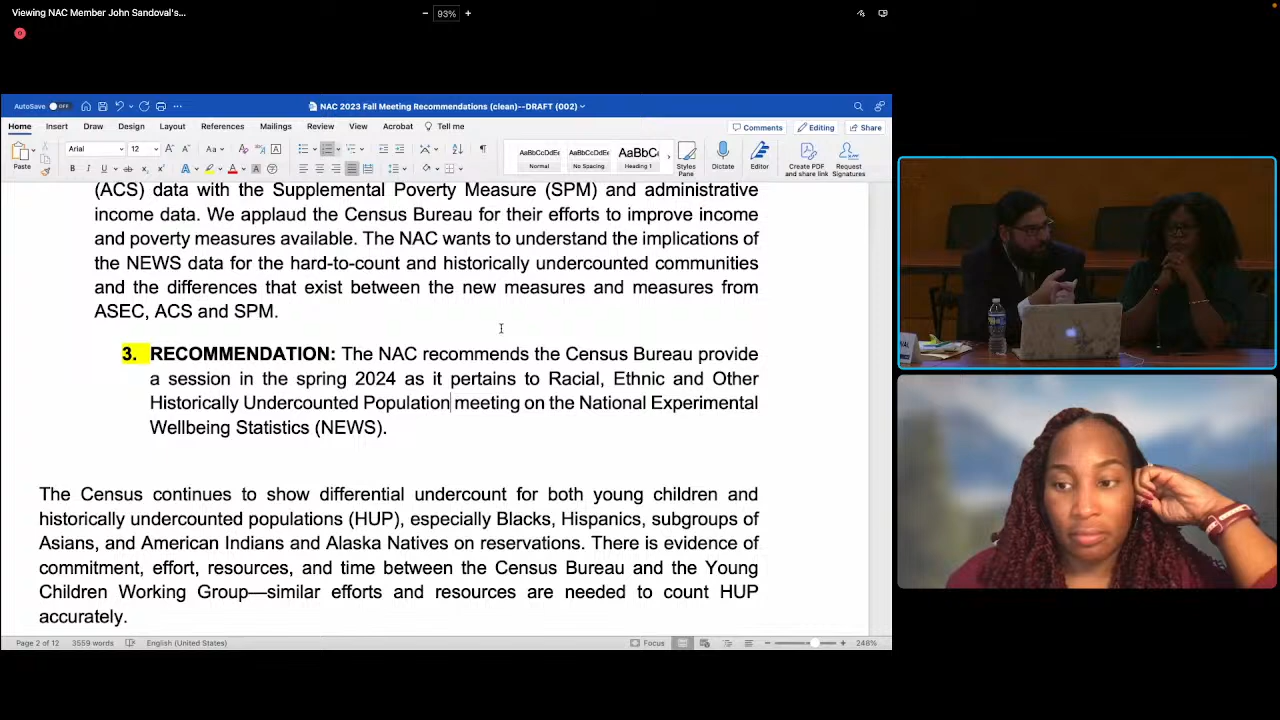 Viewing NAC Member John Sandoval's...
93%
AutoSave OFF
NAC 2023 Fall Meeting Recommendations (clean)--DRAFT (002)
Home Insert Draw Design Layout References Mailings Review View Acrobat Tell me
Comments Editing Share
Paste
Arial 12
AaBbCcDdEe Normal
AaBbCcDdEe No Spacing
AaBbC Heading 1
Styles Pane
Dictate
Editor
Create PDF and share link
Request Signatures
(ACS) data with the Supplemental Poverty Measure (SPM) and administrative
income data. We applaud the Census Bureau for their efforts to improve income
and poverty measures available. The NAC wants to understand the implications of
the NEWS data for the hard-to-count and historically undercounted communities
and the differences that exist between the new measures and measures from
ASEC, ACS and SPM.
3. RECOMMENDATION: The NAC recommends the Census Bureau provide
a session in the spring 2024 as it pertains to Racial, Ethnic and Other
Historically Undercounted Population meeting on the National Experimental
Wellbeing Statistics (NEWS).
The Census continues to show differential undercount for both young children and
historically undercounted populations (HUP), especially Blacks, Hispanics, subgroups of
Asians, and American Indians and Alaska Natives on reservations. There is evidence of
commitment, effort, resources, and time between the Census Bureau and the Young
Children Working Group—similar efforts and resources are needed to count HUP
accurately.
Page 2 of 12 3559 words English (United States) Focus 248%